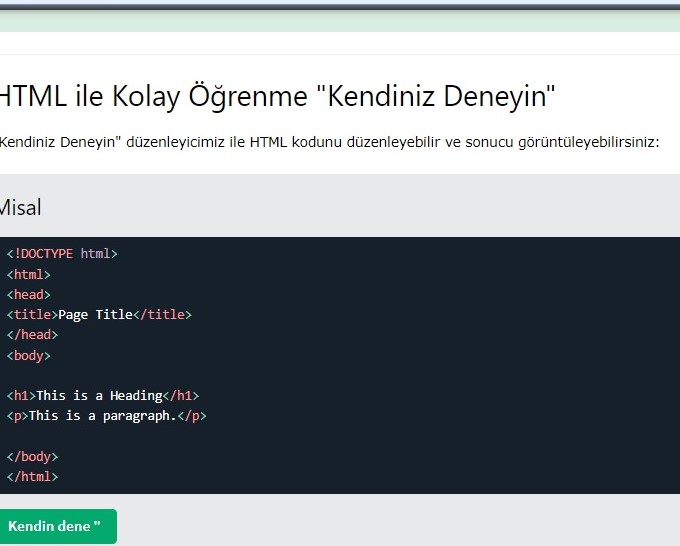 HTML ile Kolay Öğrenme "Kendiniz Deneyin"
Kendiniz Deneyin" düzenleyicimiz ile HTML kodunu düzenleyebilir ve sonucu görüntüleyebilirsiniz:
Misal
<!DOCTYPE html>
<html>
<head>
<title>Page Title</title>
</head>
<body>
<h1>This is a Heading</h1>
<p>This is a paragraph.</p>
</body>
</html>
Kendin dene "